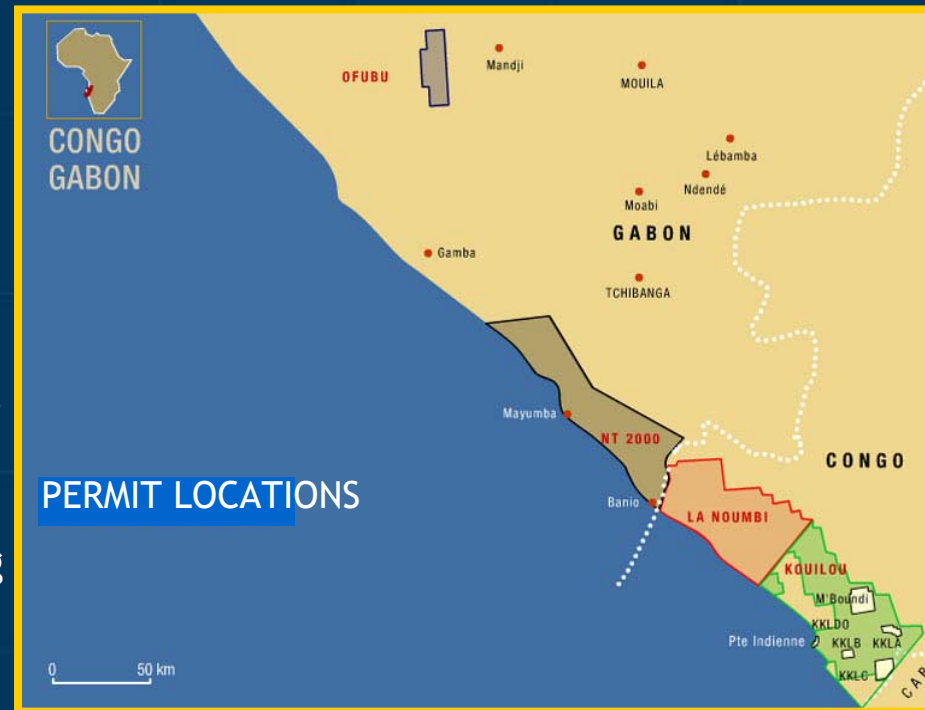 CONGO
GABON
OFUBU
Mandji
MOUILA
Lébamba
Ndendé
Moabi
GABON
Gamba
TCHIBANGA
Mayumba
NT 2000
CONGO
PERMIT LOCATIONS
Banio
LA NOUMBI
KOUILOU
M'Boundi
KKLDO
Pte Indienne
KKLB
KKLA
KKLC
0 50 km